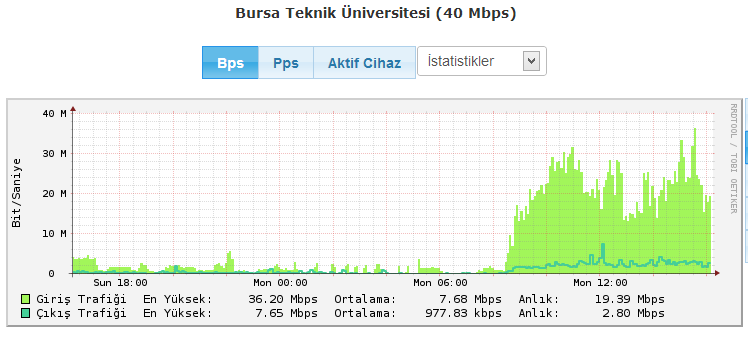 Bursa Teknik Üniversitesi (40 Mbps)
Bps Pps Aktif Cihaz İstatistikler
RRDTOOL / TOBI OETIKER
Bit/Saniye
40 M
30 M
20 M
10 M
0
Sun 18:00 Mon 00:00 Mon 06:00 Mon 12:00
Giriş Trafiği En Yüksek: 36.20 Mbps Ortalama: 7.68 Mbps Anlık: 19.39 Mbps
Çıkış Trafiği En Yüksek: 7.65 Mbps Ortalama: 977.83 kbps Anlık: 2.80 Mbps